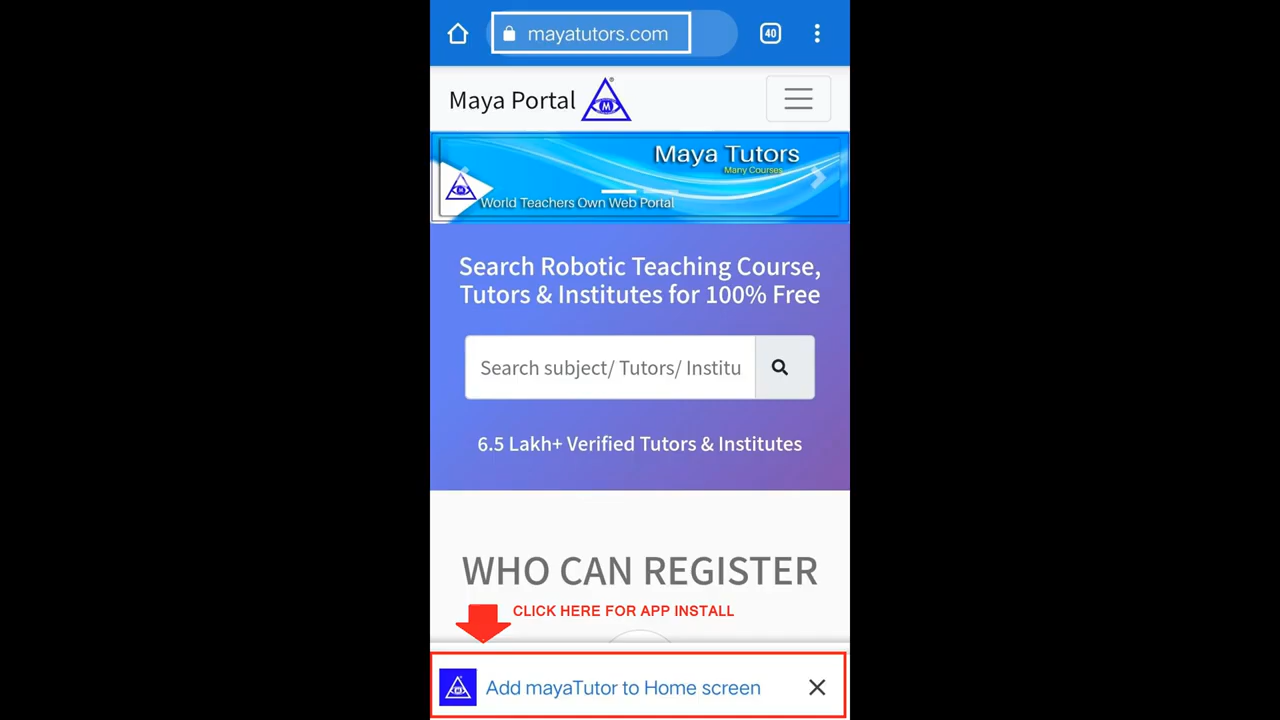 mayatutors.com
40
Maya Portal
M
Maya Tutors
Many Courses
World Teachers Own Web Portal
Search Robotic Teaching Course,
Tutors & Institutes for 100% Free
Search subject/ Tutors/ Institu
6.5 Lakh+ Verified Tutors & Institutes
WHO CAN REGISTER
CLICK HERE FOR APP INSTALL
Add mayaTutor to Home screen